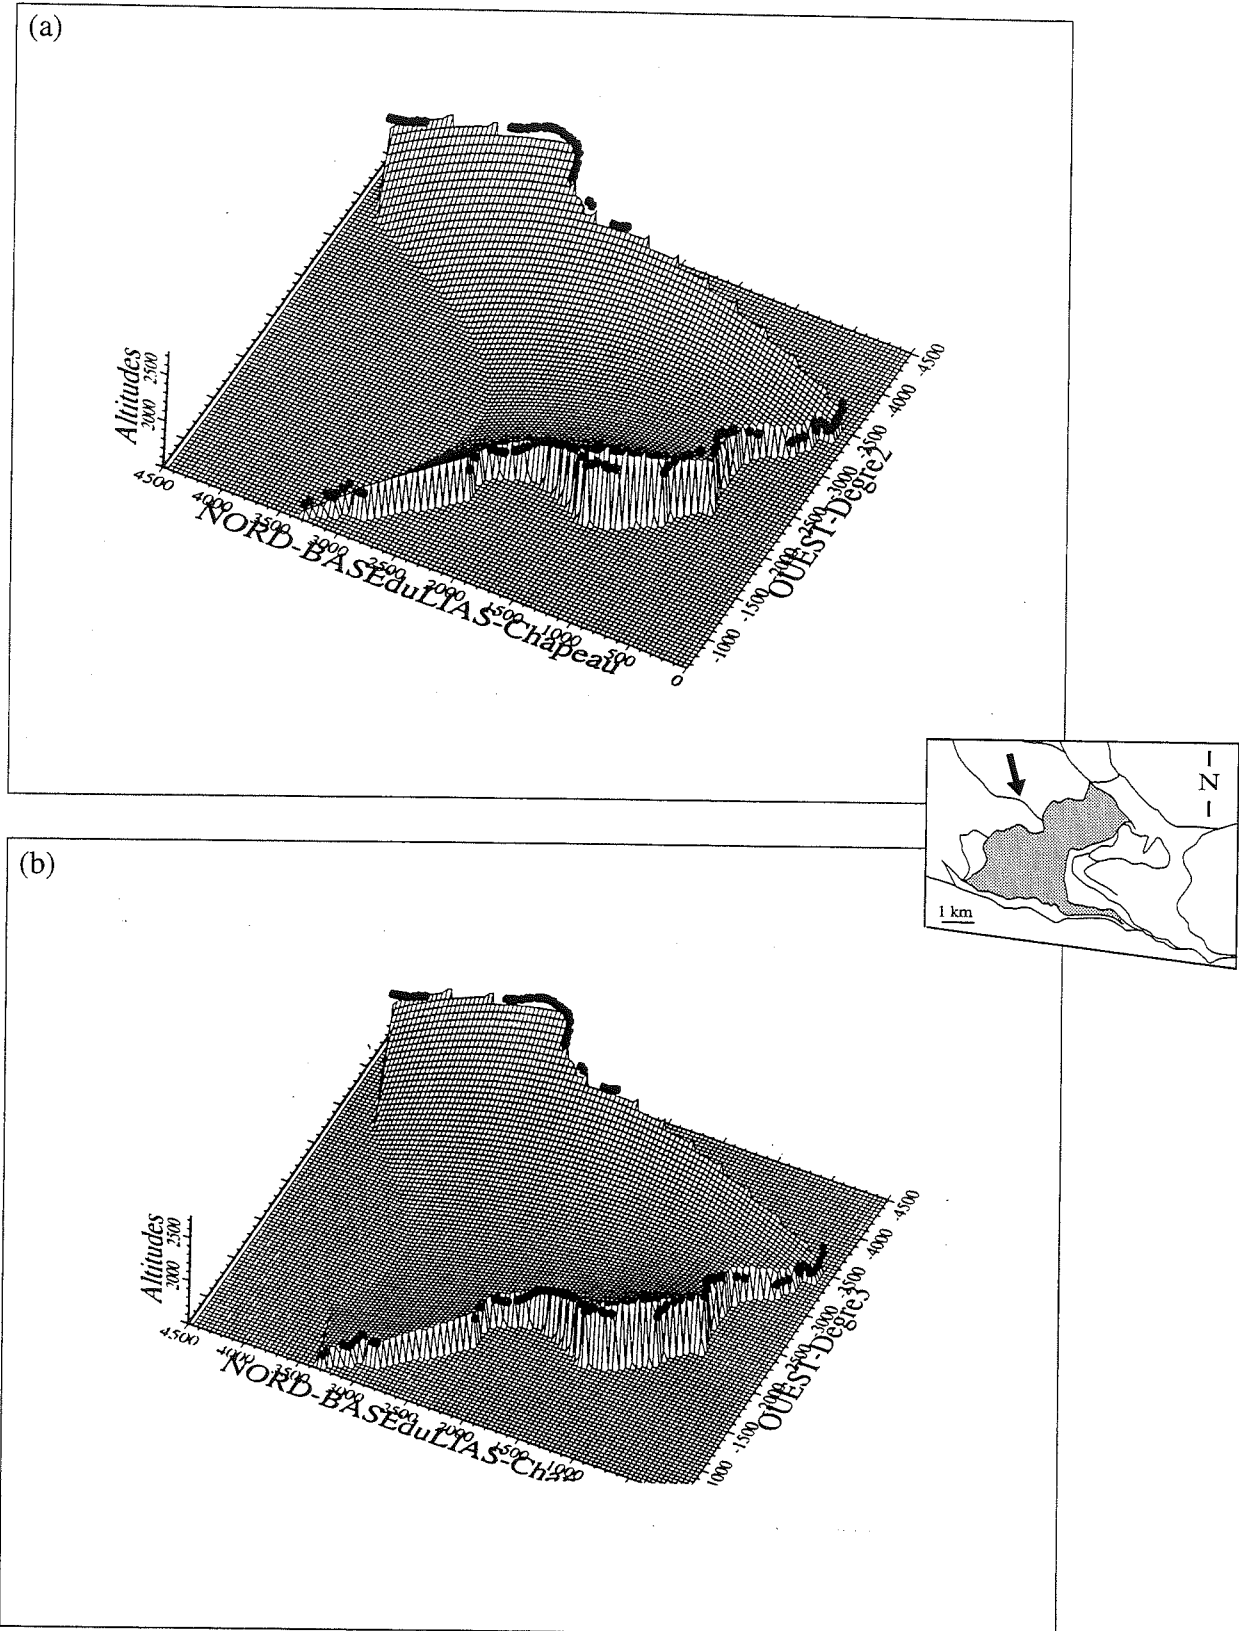 (a)
Altitudes
2000 2500
4500 4000 3500 3000 2500 2000 1500 1000 500 0
NORD-BASEduLIAS-Chapeau
-1000 -1500 -2000 -2500 -3000 -3500 -4000 -4500
OUEST-Degre2
N
1 km
(b)
Altitudes
2000 2500
4500 4000 3500 3000 2500 2000 1500 1000
NORD-BASEduLIAS-Cha
1000 -1500 -2000 -2500 -3000 -3500 -4000 -4500
OUEST-Degre3